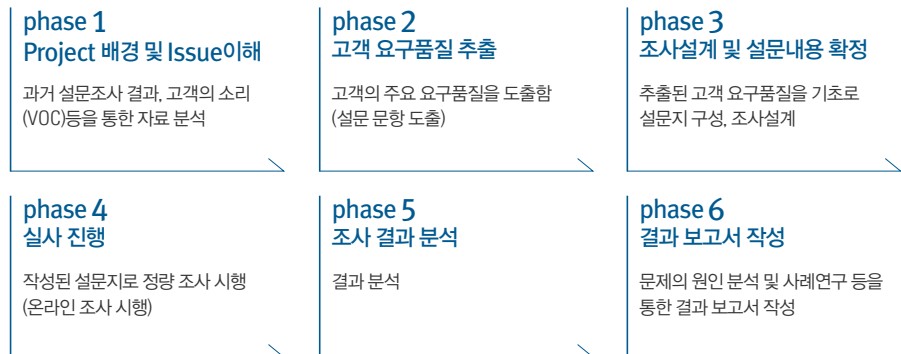 phase 1
Project 배경 및 Issue이해
과거 설문조사 결과, 고객의 소리
(VOC)등을 통한 자료 분석
phase 2
고객 요구품질 추출
고객의 주요 요구품질을 도출함
(설문 문항 도출)
phase 3
조사설계 및 설문내용 확정
추출된 고객 요구품질을 기초로
설문지 구성, 조사설계
phase 4
실사 진행
작성된 설문지로 정량 조사 시행
(온라인 조사 시행)
phase 5
조사 결과 분석
결과 분석
phase 6
결과 보고서 작성
문제의 원인 분석 및 사례연구 등을
통한 결과 보고서 작성